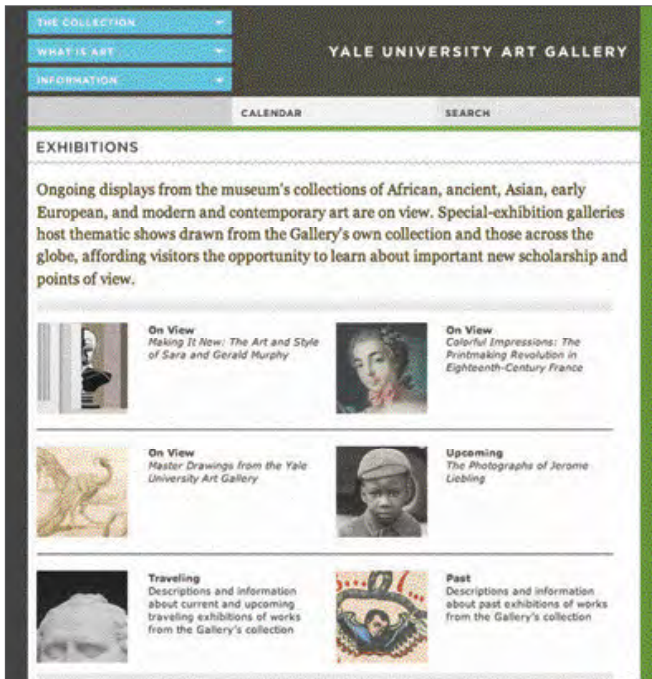 THE COLLECTION
WHAT IS ART
INFORMATION
YALE UNIVERSITY ART GALLERY
CALENDAR
SEARCH
EXHIBITIONS
Ongoing displays from the museum's collections of African, ancient, Asian, early
European, and modern and contemporary art are on view. Special-exhibition galleries
host thematic shows drawn from the Gallery's own collection and those across the
globe, affording visitors the opportunity to learn about important new scholarship and
points of view.
On View
Making It New: The Art and Style
of Sara and Gerald Murphy
On View
Colorful Impressions: The
Printmaking Revolution in
Eighteenth-Century France
On View
Master Drawings from the Yale
University Art Gallery
Upcoming
The Photographs of Jerome
Liebling
Traveling
Descriptions and information
about current and upcoming
traveling exhibitions of works
from the Gallery's collection
Past
Descriptions and information
about past exhibitions of works
from the Gallery's collection